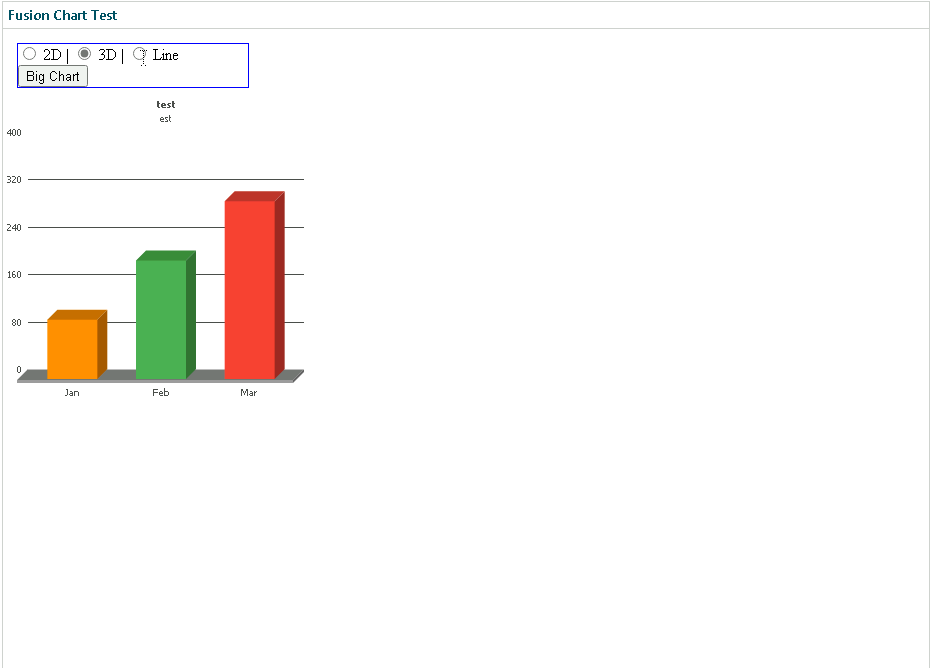 Fusion Chart Test
2D | 3D | Line
Big Chart
test
est
400
320
240
160
80
0
Jan Feb Mar